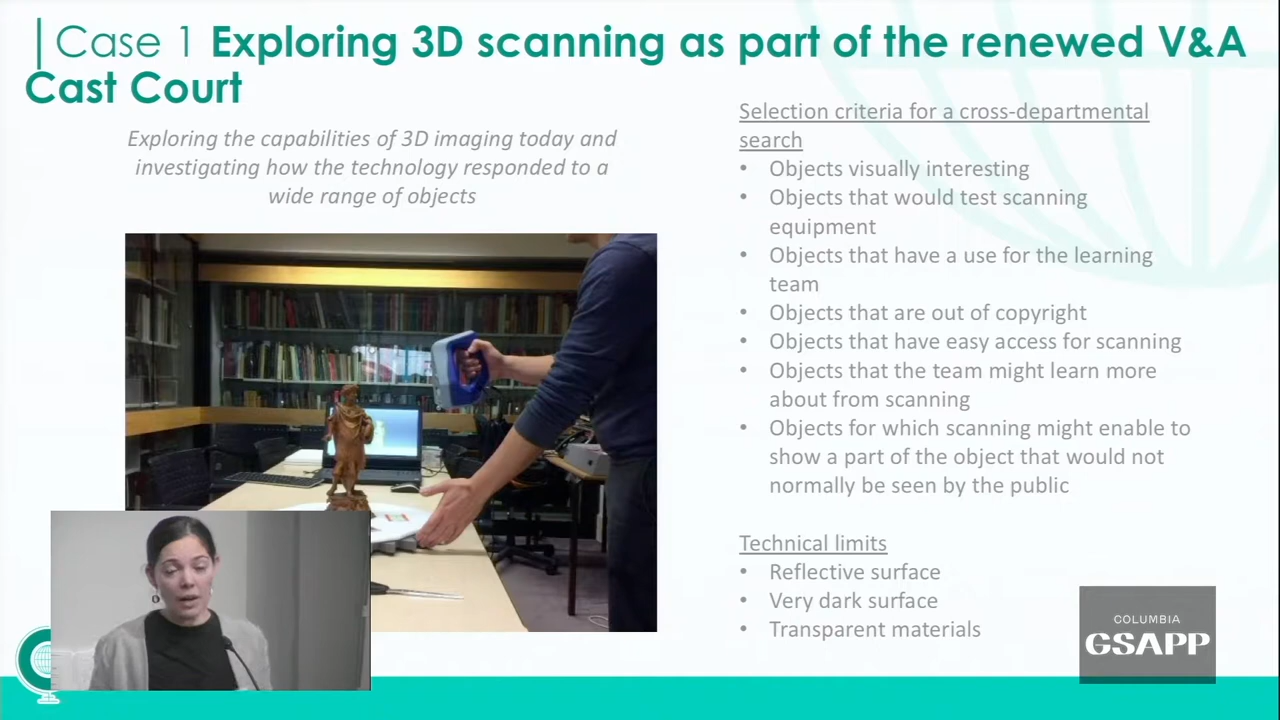 |Case 1 Exploring 3D scanning as part of the renewed V&A
Cast Court
Exploring the capabilities of 3D imaging today and
investigating how the technology responded to a
wide range of objects
Selection criteria for a cross-departmental
search
• Objects visually interesting
• Objects that would test scanning
equipment
• Objects that have a use for the learning
team
• Objects that are out of copyright
• Objects that have easy access for scanning
• Objects that the team might learn more
about from scanning
• Objects for which scanning might enable to
show a part of the object that would not
normally be seen by the public
Technical limits
• Reflective surface
• Very dark surface
• Transparent materials
COLUMBIA
GSAPP